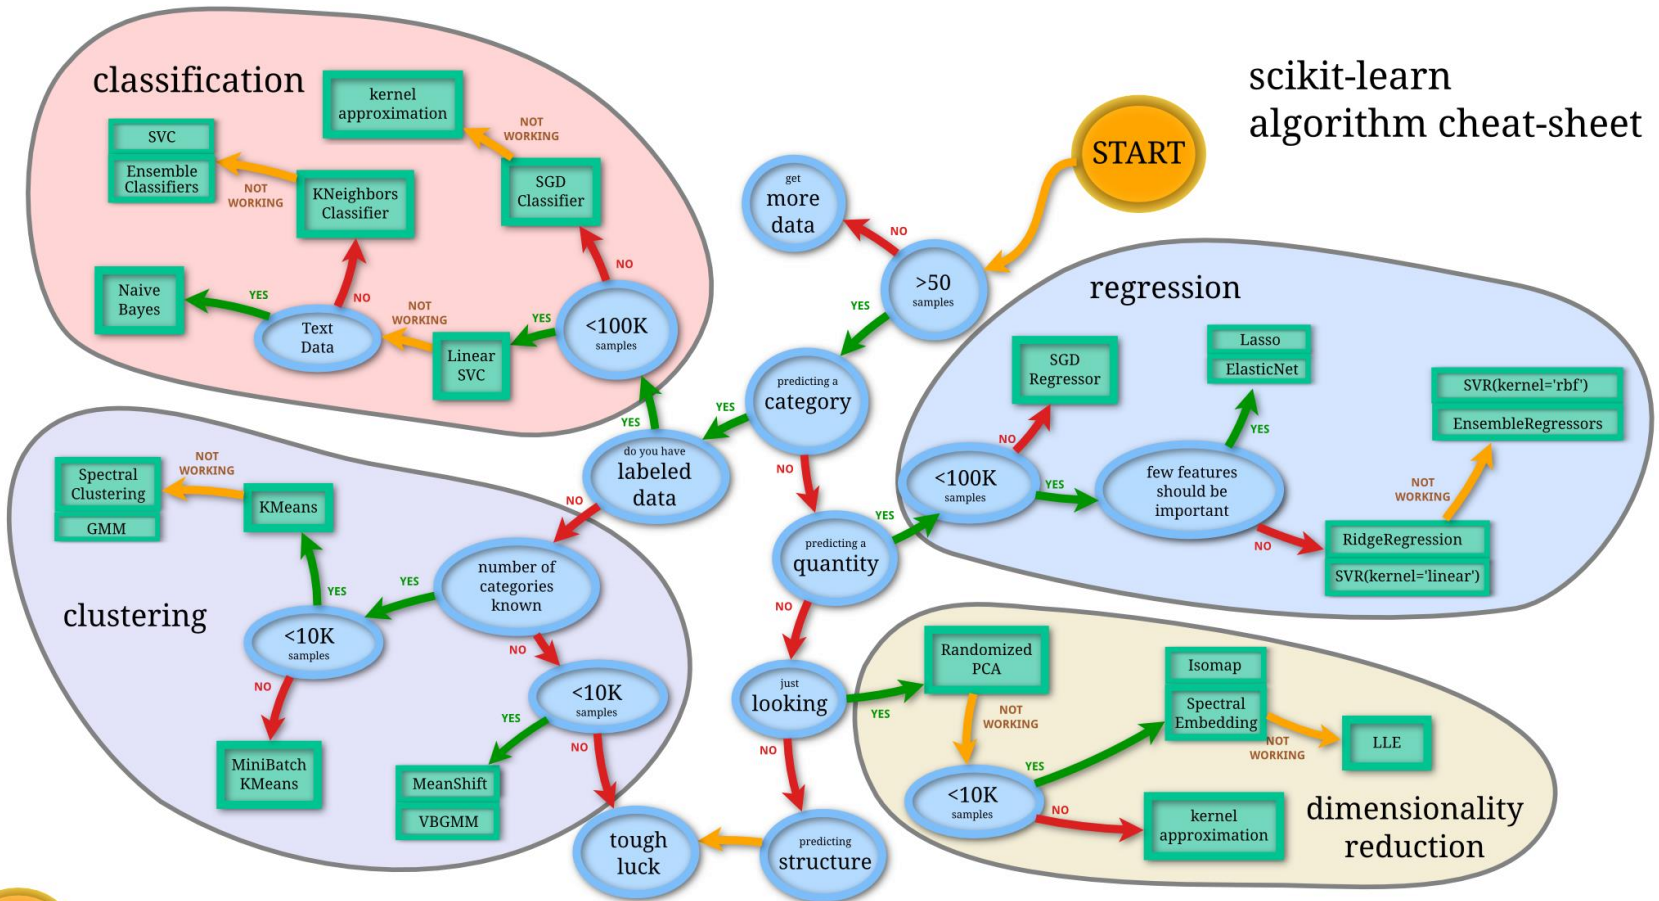 scikit-learn
algorithm cheat-sheet
START
>50
samples
NO
get
more
data
YES
predicting a
category
YES
do you have
labeled
data
YES
NO
NO
predicting a
quantity
YES
NO
just
looking
YES
NO
predicting
structure
tough
luck
classification
<100K
samples
NO
SGD
Classifier
NOT
WORKING
kernel
approximation
YES
Linear
SVC
NOT
WORKING
Text
Data
YES
Naive
Bayes
NO
KNeighbors
Classifier
NOT
WORKING
SVC
Ensemble
Classifiers
clustering
number of
categories
known
YES
<10K
samples
YES
KMeans
NOT
WORKING
Spectral
Clustering
GMM
NO
MiniBatch
KMeans
NO
<10K
samples
YES
MeanShift
VBGMM
NO
regression
<100K
samples
NO
SGD
Regressor
YES
few features
should be
important
YES
Lasso
ElasticNet
NO
RidgeRegression
SVR(kernel='linear')
NOT
WORKING
SVR(kernel='rbf')
EnsembleRegressors
dimensionality
reduction
Randomized
PCA
NOT
WORKING
<10K
samples
YES
Isomap
Spectral
Embedding
NOT
WORKING
LLE
NO
kernel
approximation